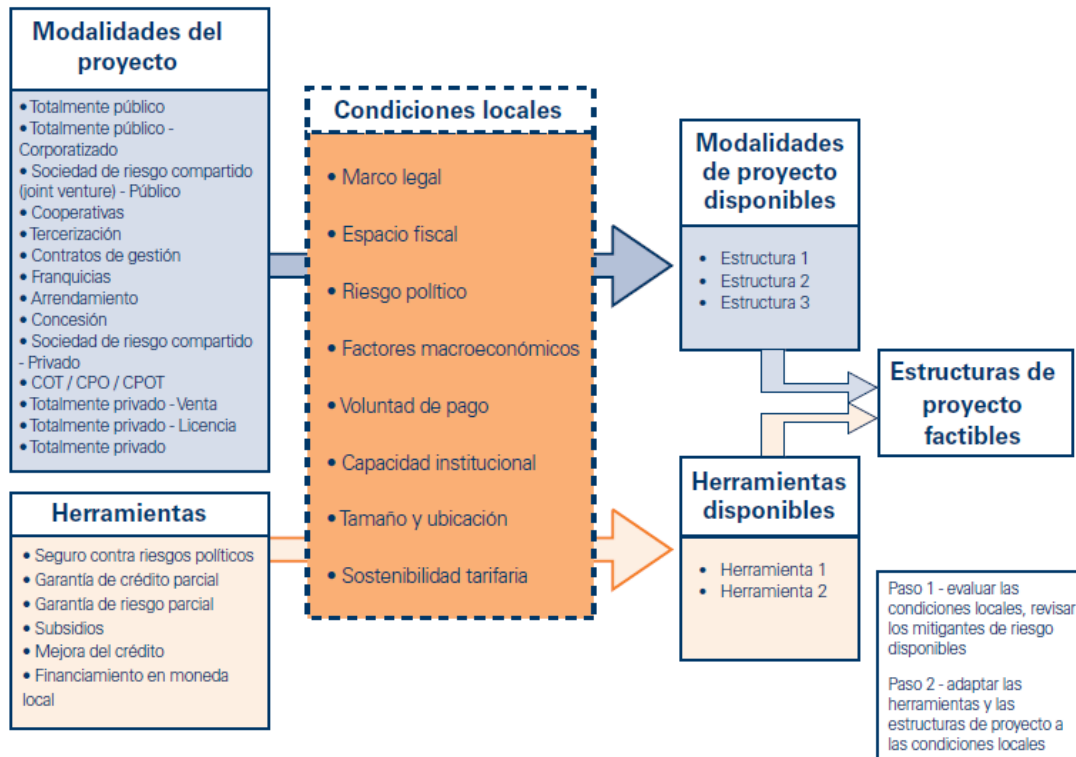 Modalidades del
proyecto
• Totalmente público
• Totalmente público -
Corporatizado
• Sociedad de riesgo compartido
(joint venture) - Público
• Cooperativas
• Tercerización
• Contratos de gestión
• Franquicias
• Arrendamiento
• Concesión
• Sociedad de riesgo compartido
- Privado
• COT / CPO / CPOT
• Totalmente privado - Venta
• Totalmente privado - Licencia
• Totalmente privado
Herramientas
• Seguro contra riesgos políticos
• Garantía de crédito parcial
• Garantía de riesgo parcial
• Subsidios
• Mejora del crédito
• Financiamiento en moneda
local
Condiciones locales
• Marco legal
• Espacio fiscal
• Riesgo político
• Factores macroeconómicos
• Voluntad de pago
• Capacidad institucional
• Tamaño y ubicación
• Sostenibilidad tarifaria
Modalidades
de proyecto
disponibles
• Estructura 1
• Estructura 2
• Estructura 3
Herramientas
disponibles
• Herramienta 1
• Herramienta 2
Estructuras de
proyecto
factibles
Paso 1 - evaluar las
condiciones locales, revisar
los mitigantes de riesgo
disponibles
Paso 2 - adaptar las
herramientas y las
estructuras de proyecto a
las condiciones locales